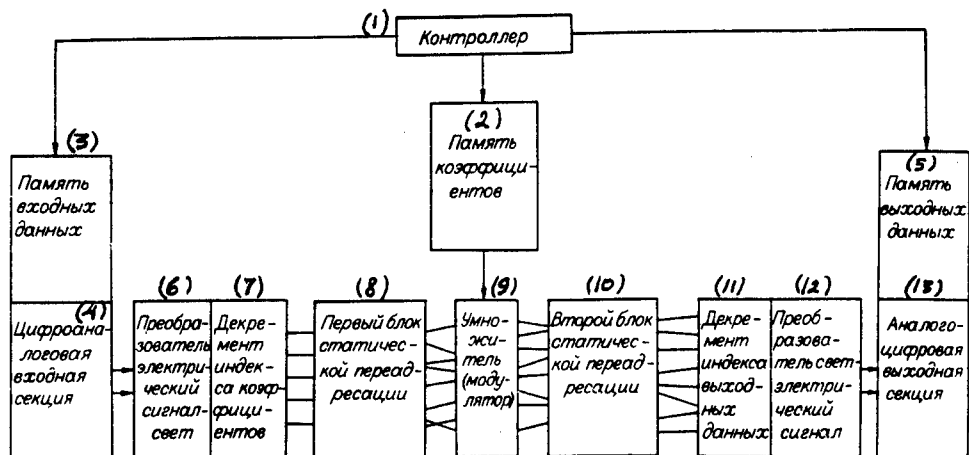 (1)
Контроллер
(2)
Память
коэффици-
ентов
(3)
Память
входных
данных
(4)
Цифроана-
логовая
входная
секция
(5)
Память
выходных
данных
(6)
Преобра-
зователь
электри-
ческий
сигнал-
свет
(7)
Декре-
мент
индек-
са коэф-
фици-
ентов
(8)
Первый блок
статичес-
кой переад-
ресации
(9)
Умно-
житель
(моду-
лятор)
(10)
Второй блок
статичес-
кой переад-
ресации
(11)
Декре-
мент
индекса
выход-
ных
данных
(12)
Преоб-
разова-
тель свет-
электри-
ческий
сигнал
(13)
Аналого-
цифровая
выходная
секция